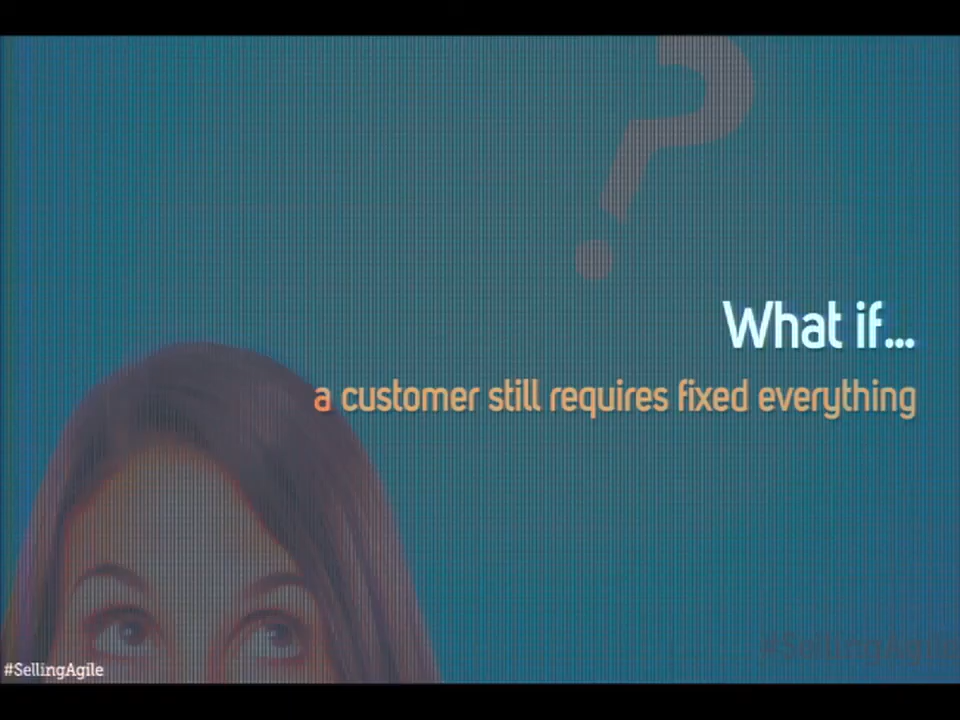 What if...
a customer still requires fixed everything
#SellingAgile
#SellingAgile